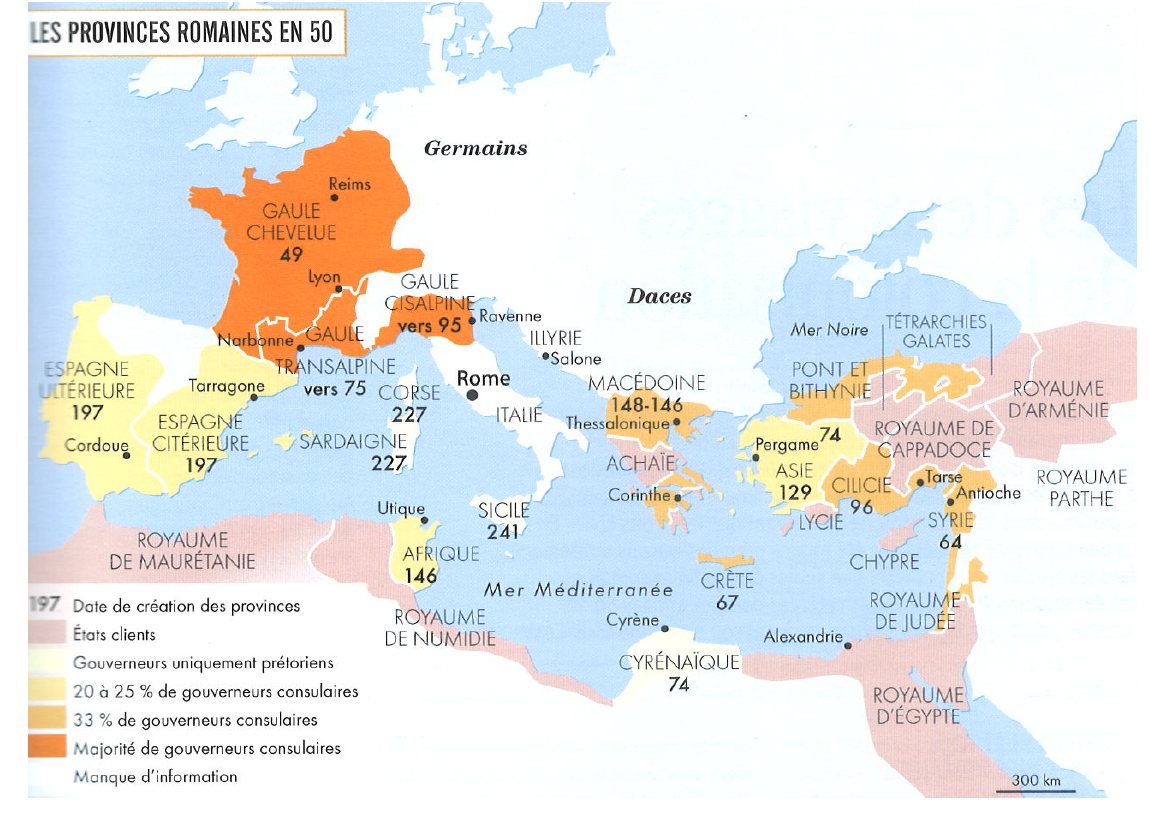 LES PROVINCES ROMAINES EN 50
Germains
Reims
GAULE
CHEVELUE
49
Lyon
GAULE
CISALPINE
vers 95
Ravenne
Daces
Mer Noire
TÉTRARCHIES
GALATES
Narbonne
GAULE
TRANSALPINE
vers 75
ILLYRIE
Salone
PONT ET
BITHYNIE
74
ROYAUME
D'ARMÉNIE
ESPAGNE
ULTÉRIEURE
197
Tarragone
CORSE
227
Rome
ITALIE
MACÉDOINE
148-146
Thessalonique
ROYAUME DE
CAPPADOCE
ESPAGNE
CITÉRIEURE
197
Cordoue
SARDAIGNE
227
ACHAÏE
Corinthe
Pergame
ASIE
129
CILICIE
96
Tarse
Antioche
ROYAUME
PARTHE
Utique
SICILE
241
LYCIE
SYRIE
64
ROYAUME
DE MAURÉTANIE
AFRIQUE
146
Mer Méditerranée
CRÈTE
67
CHYPRE
ROYAUME
DE NUMIDIE
Cyrène
ROYAUME
DE JUDÉE
Alexandrie
CYRÉNAÏQUE
74
ROYAUME
D'ÉGYPTE
197 Date de création des provinces
États clients
Gouverneurs uniquement prétoriens
20 à 25 % de gouverneurs consulaires
33 % de gouverneurs consulaires
Majorité de gouverneurs consulaires
Manque d'information
300 km